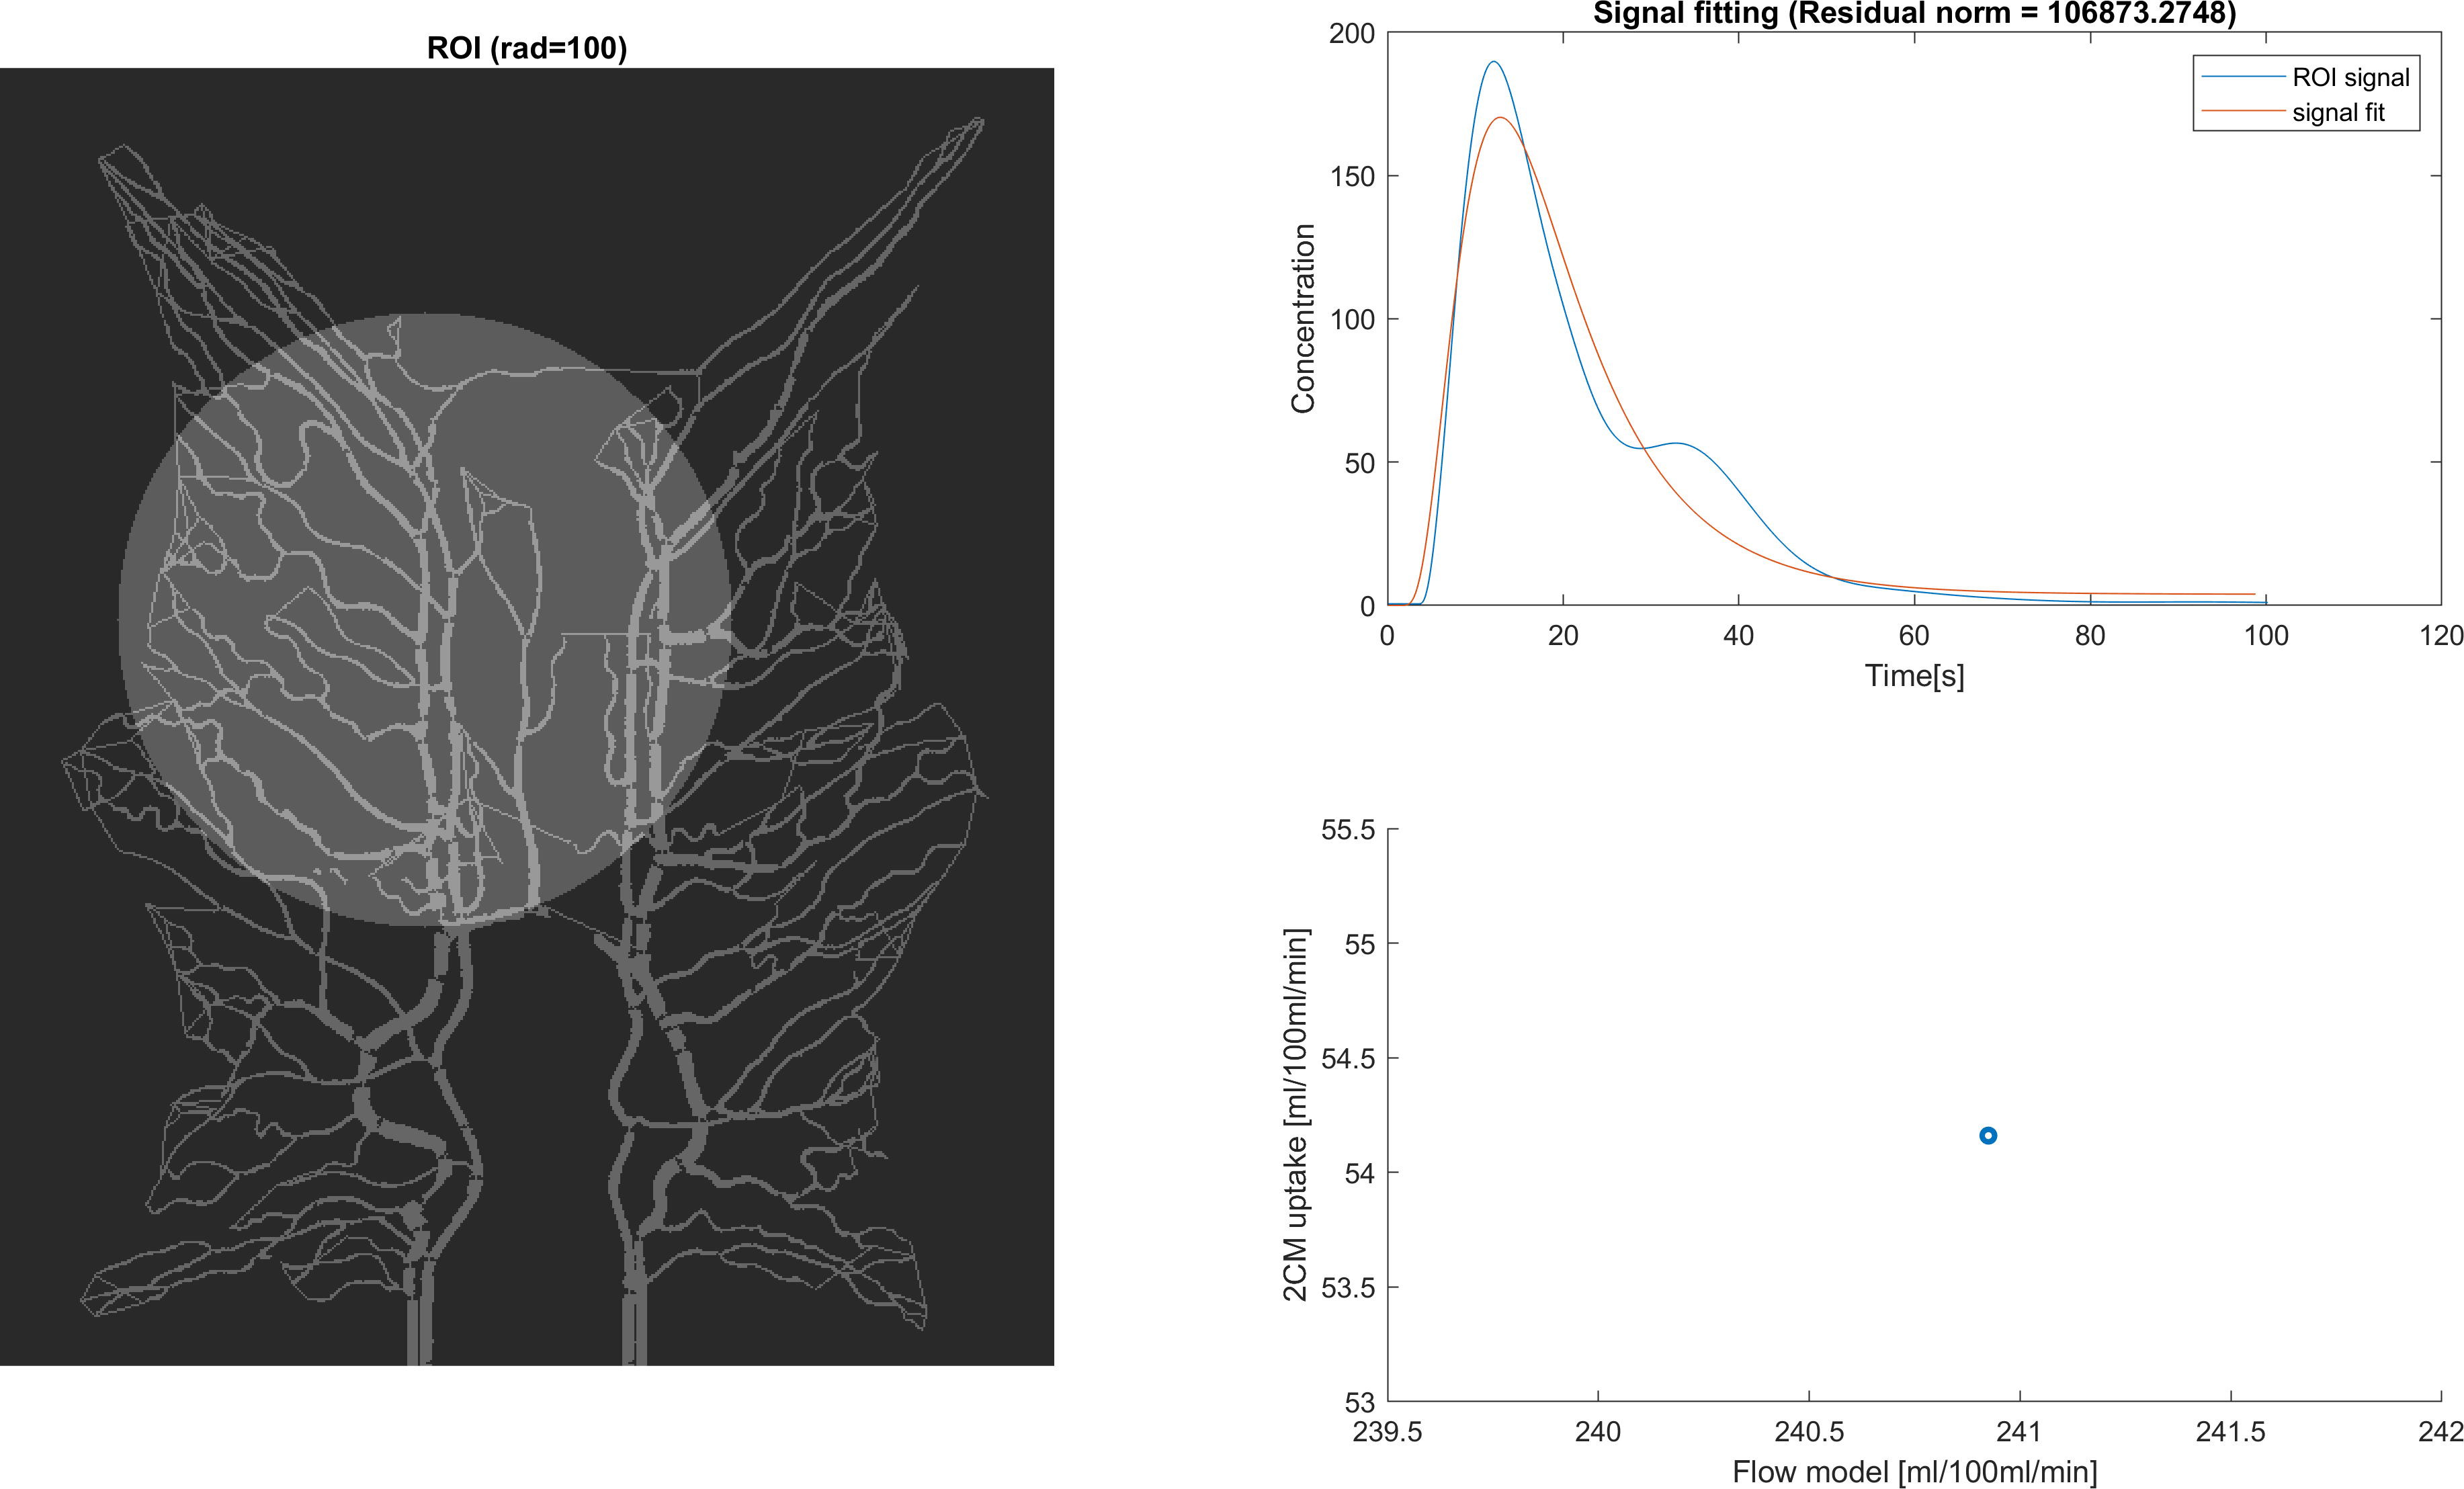 ROI (rad=100)
Signal fitting (Residual norm = 106873.2748)
200
150
100
50
0
Concentration
ROI signal
signal fit
0 20 40 60 80 100 120
Time[s]
55.5
55
54.5
54
53.5
53
2CM uptake [ml/100ml/min]
239.5 240 240.5 241 241.5 242
Flow model [ml/100ml/min]